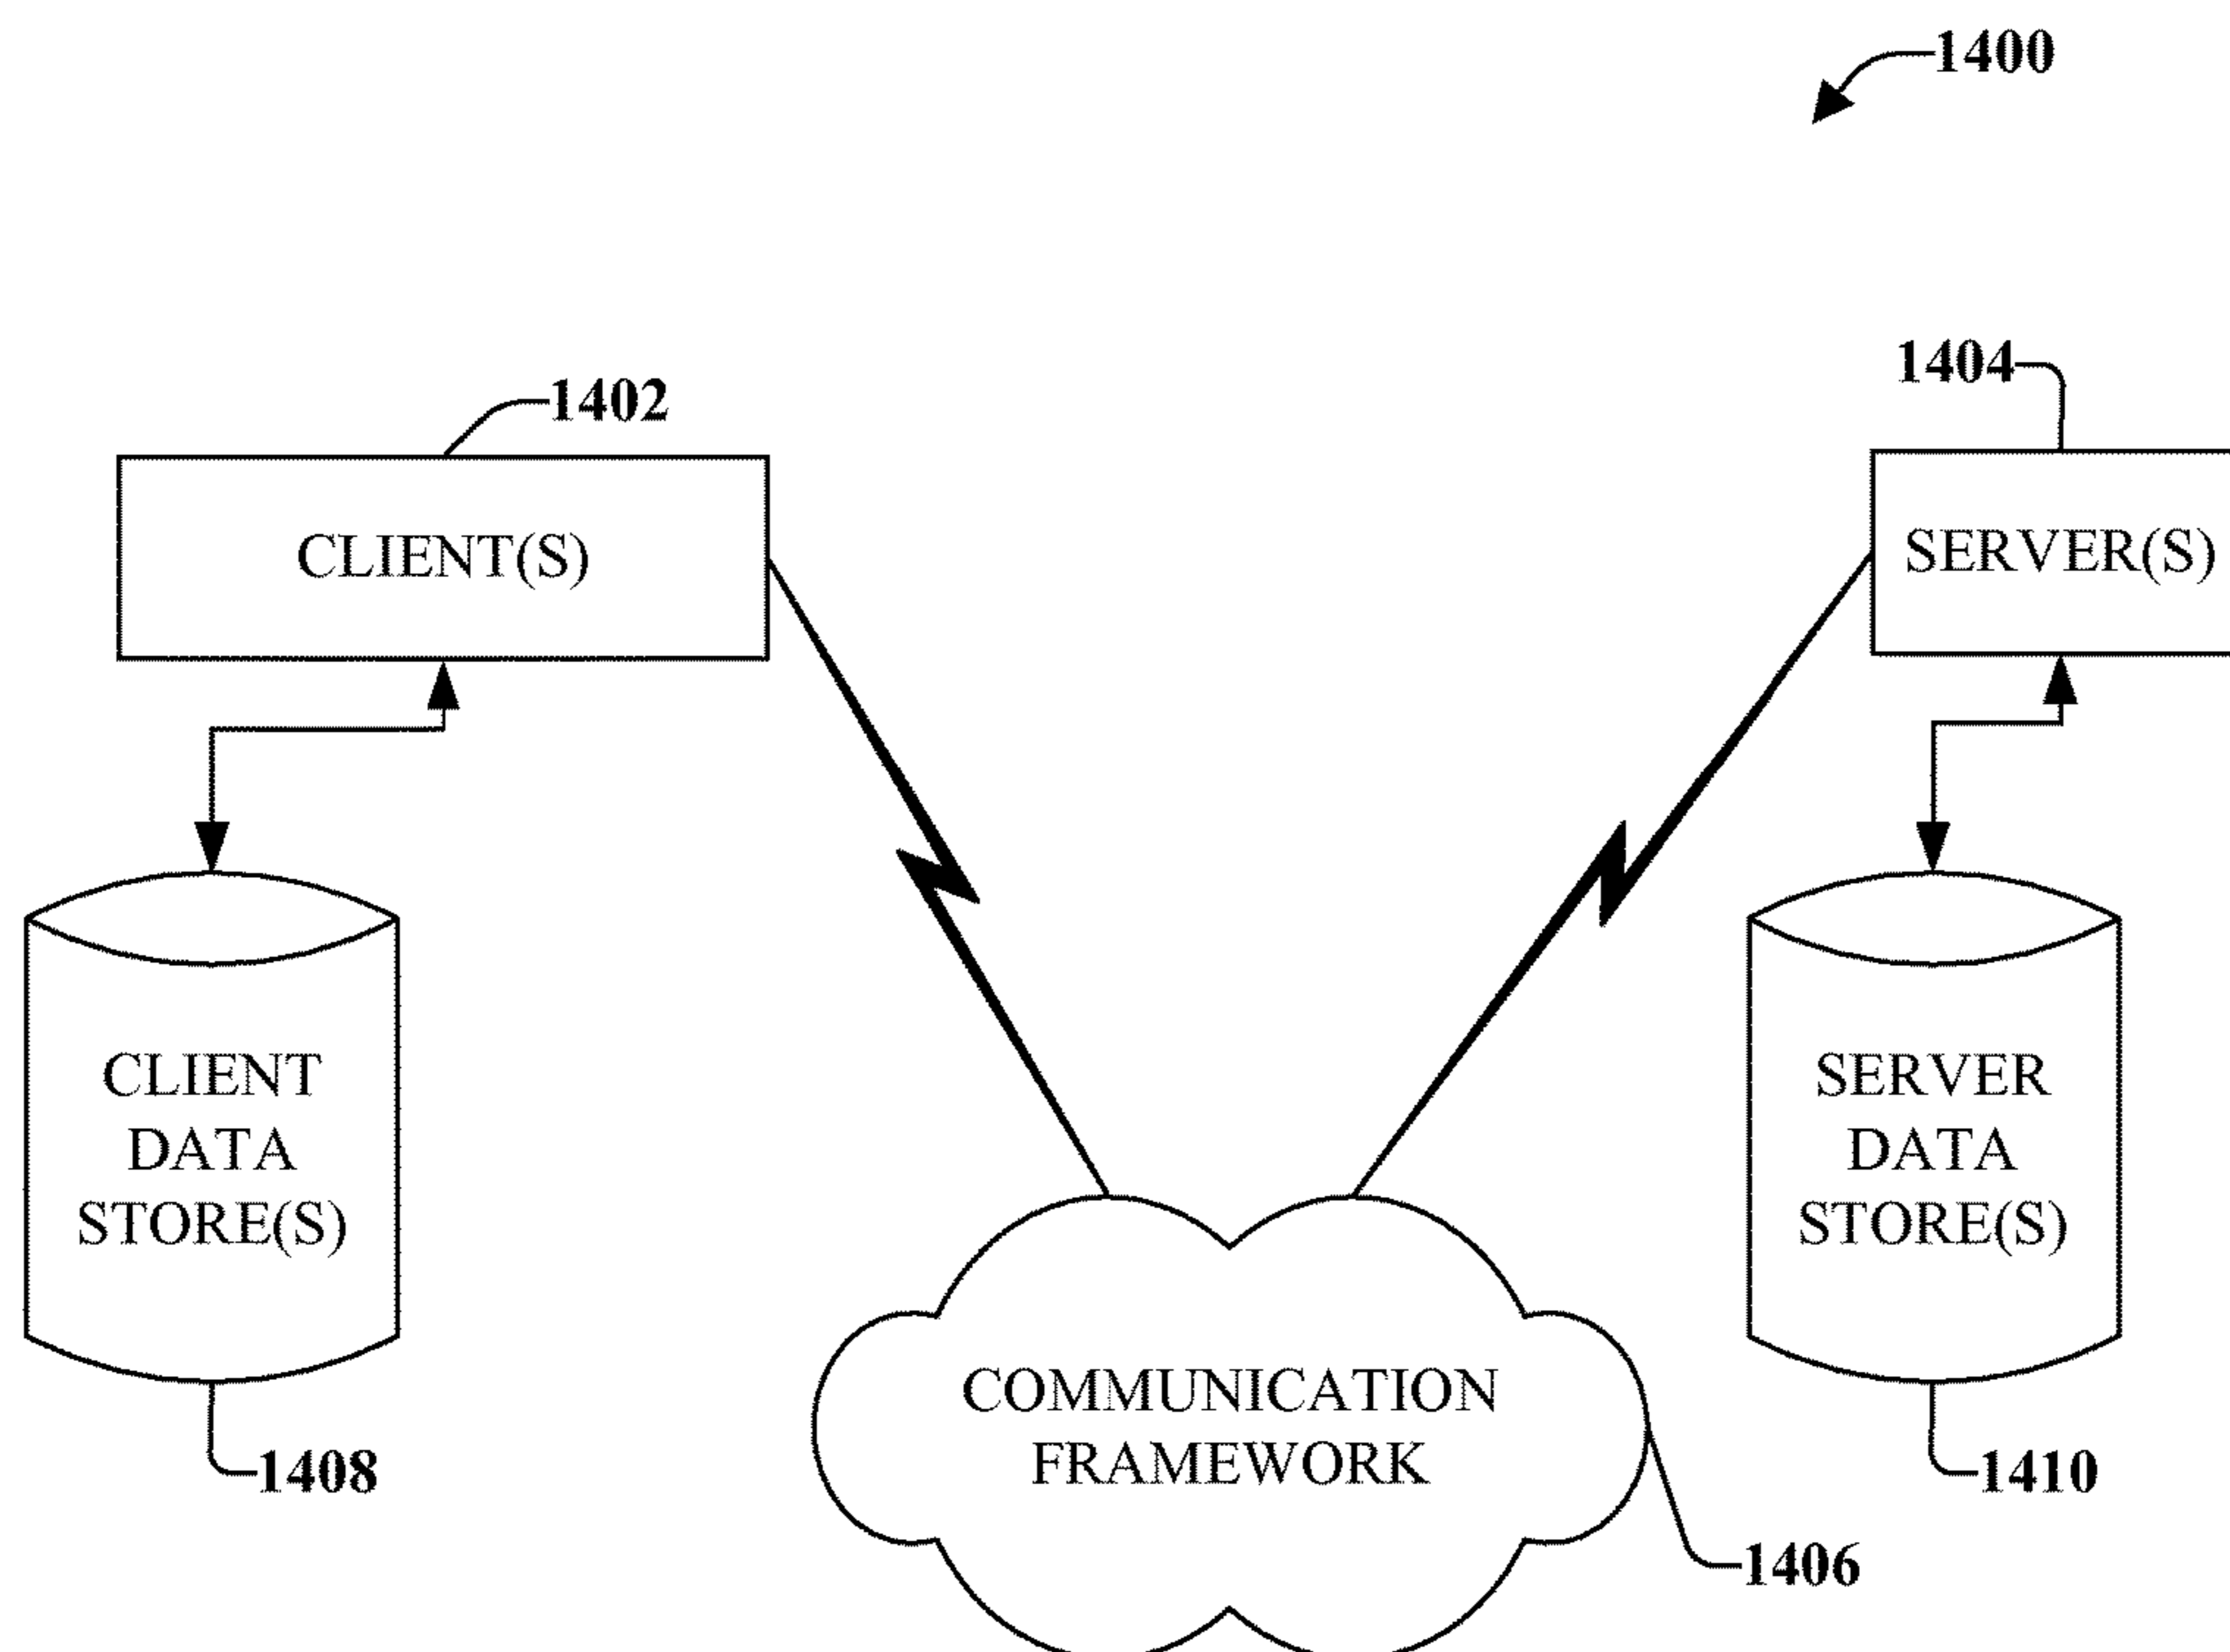 1400
1404
1402
CLIENT(S)
SERVER(S)
CLIENT
DATA
STORE(S)
SERVER
DATA
STORE(S)
COMMUNICATION
FRAMEWORK
1408
1410
1406